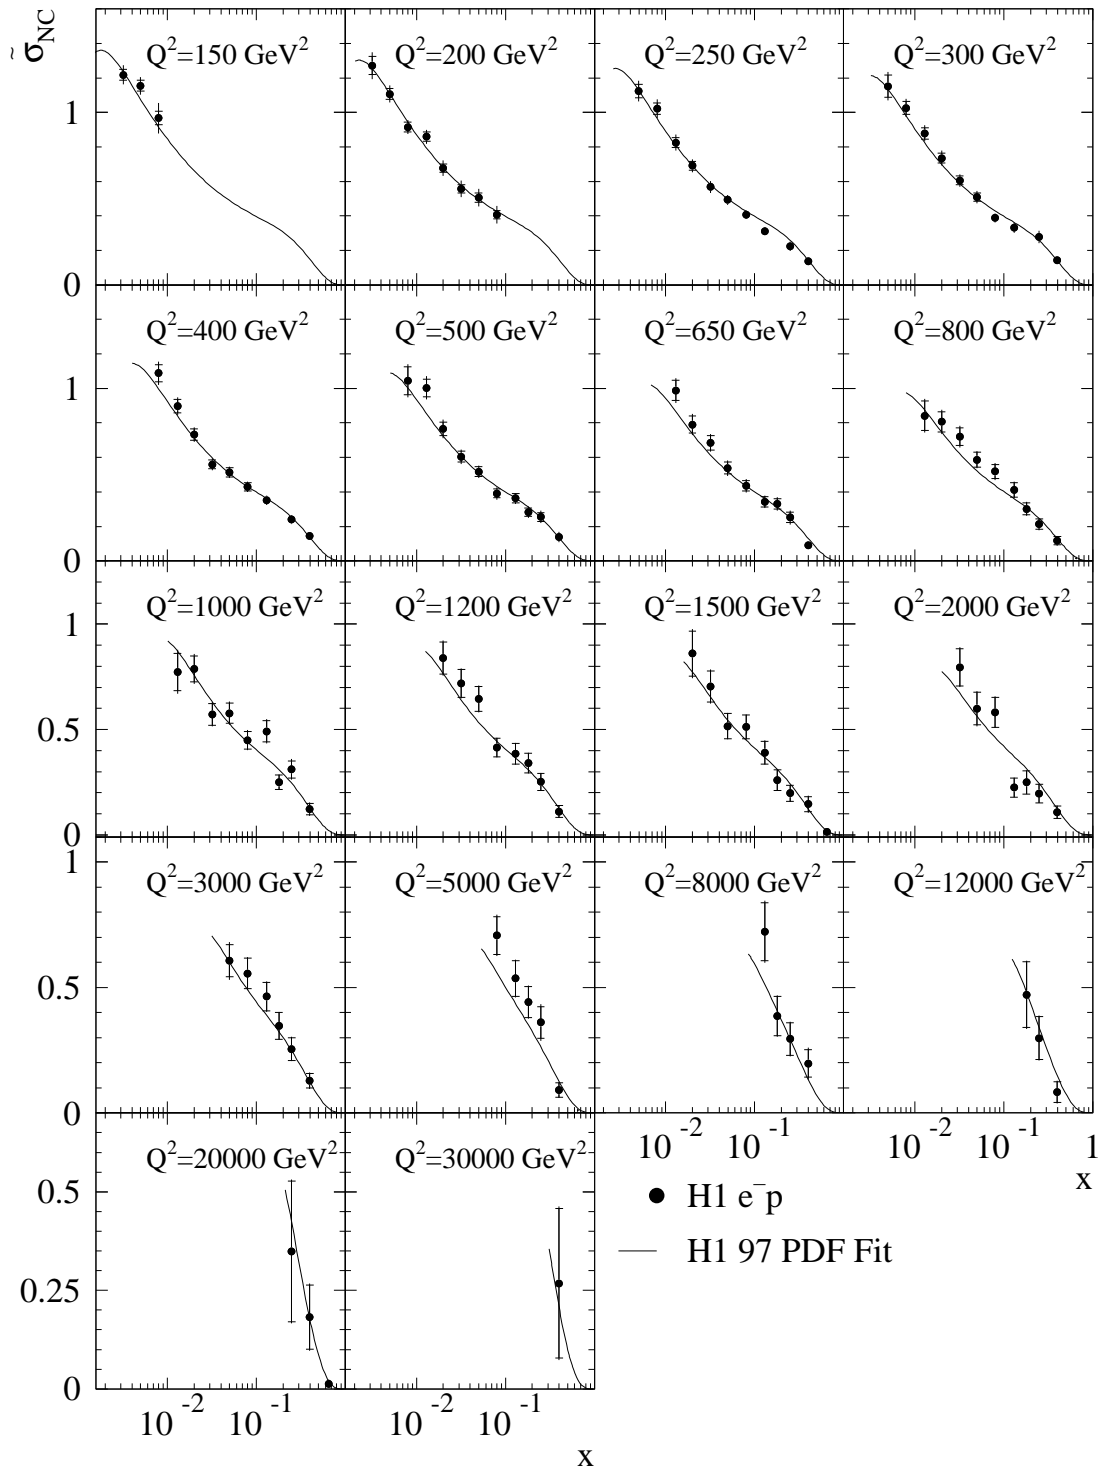 σ̃_NC
Q²=150 GeV² Q²=200 GeV² Q²=250 GeV² Q²=300 GeV²
1
0
Q²=400 GeV² Q²=500 GeV² Q²=650 GeV² Q²=800 GeV²
1
0
Q²=1000 GeV² Q²=1200 GeV² Q²=1500 GeV² Q²=2000 GeV²
1
0.5
0
Q²=3000 GeV² Q²=5000 GeV² Q²=8000 GeV² Q²=12000 GeV²
1
0.5
0
10⁻² 10⁻¹ 10⁻² 10⁻¹ 1
x
Q²=20000 GeV² Q²=30000 GeV²
0.5
0.25
0
H1 e⁻p
H1 97 PDF Fit
10⁻² 10⁻¹ 10⁻² 10⁻¹
x